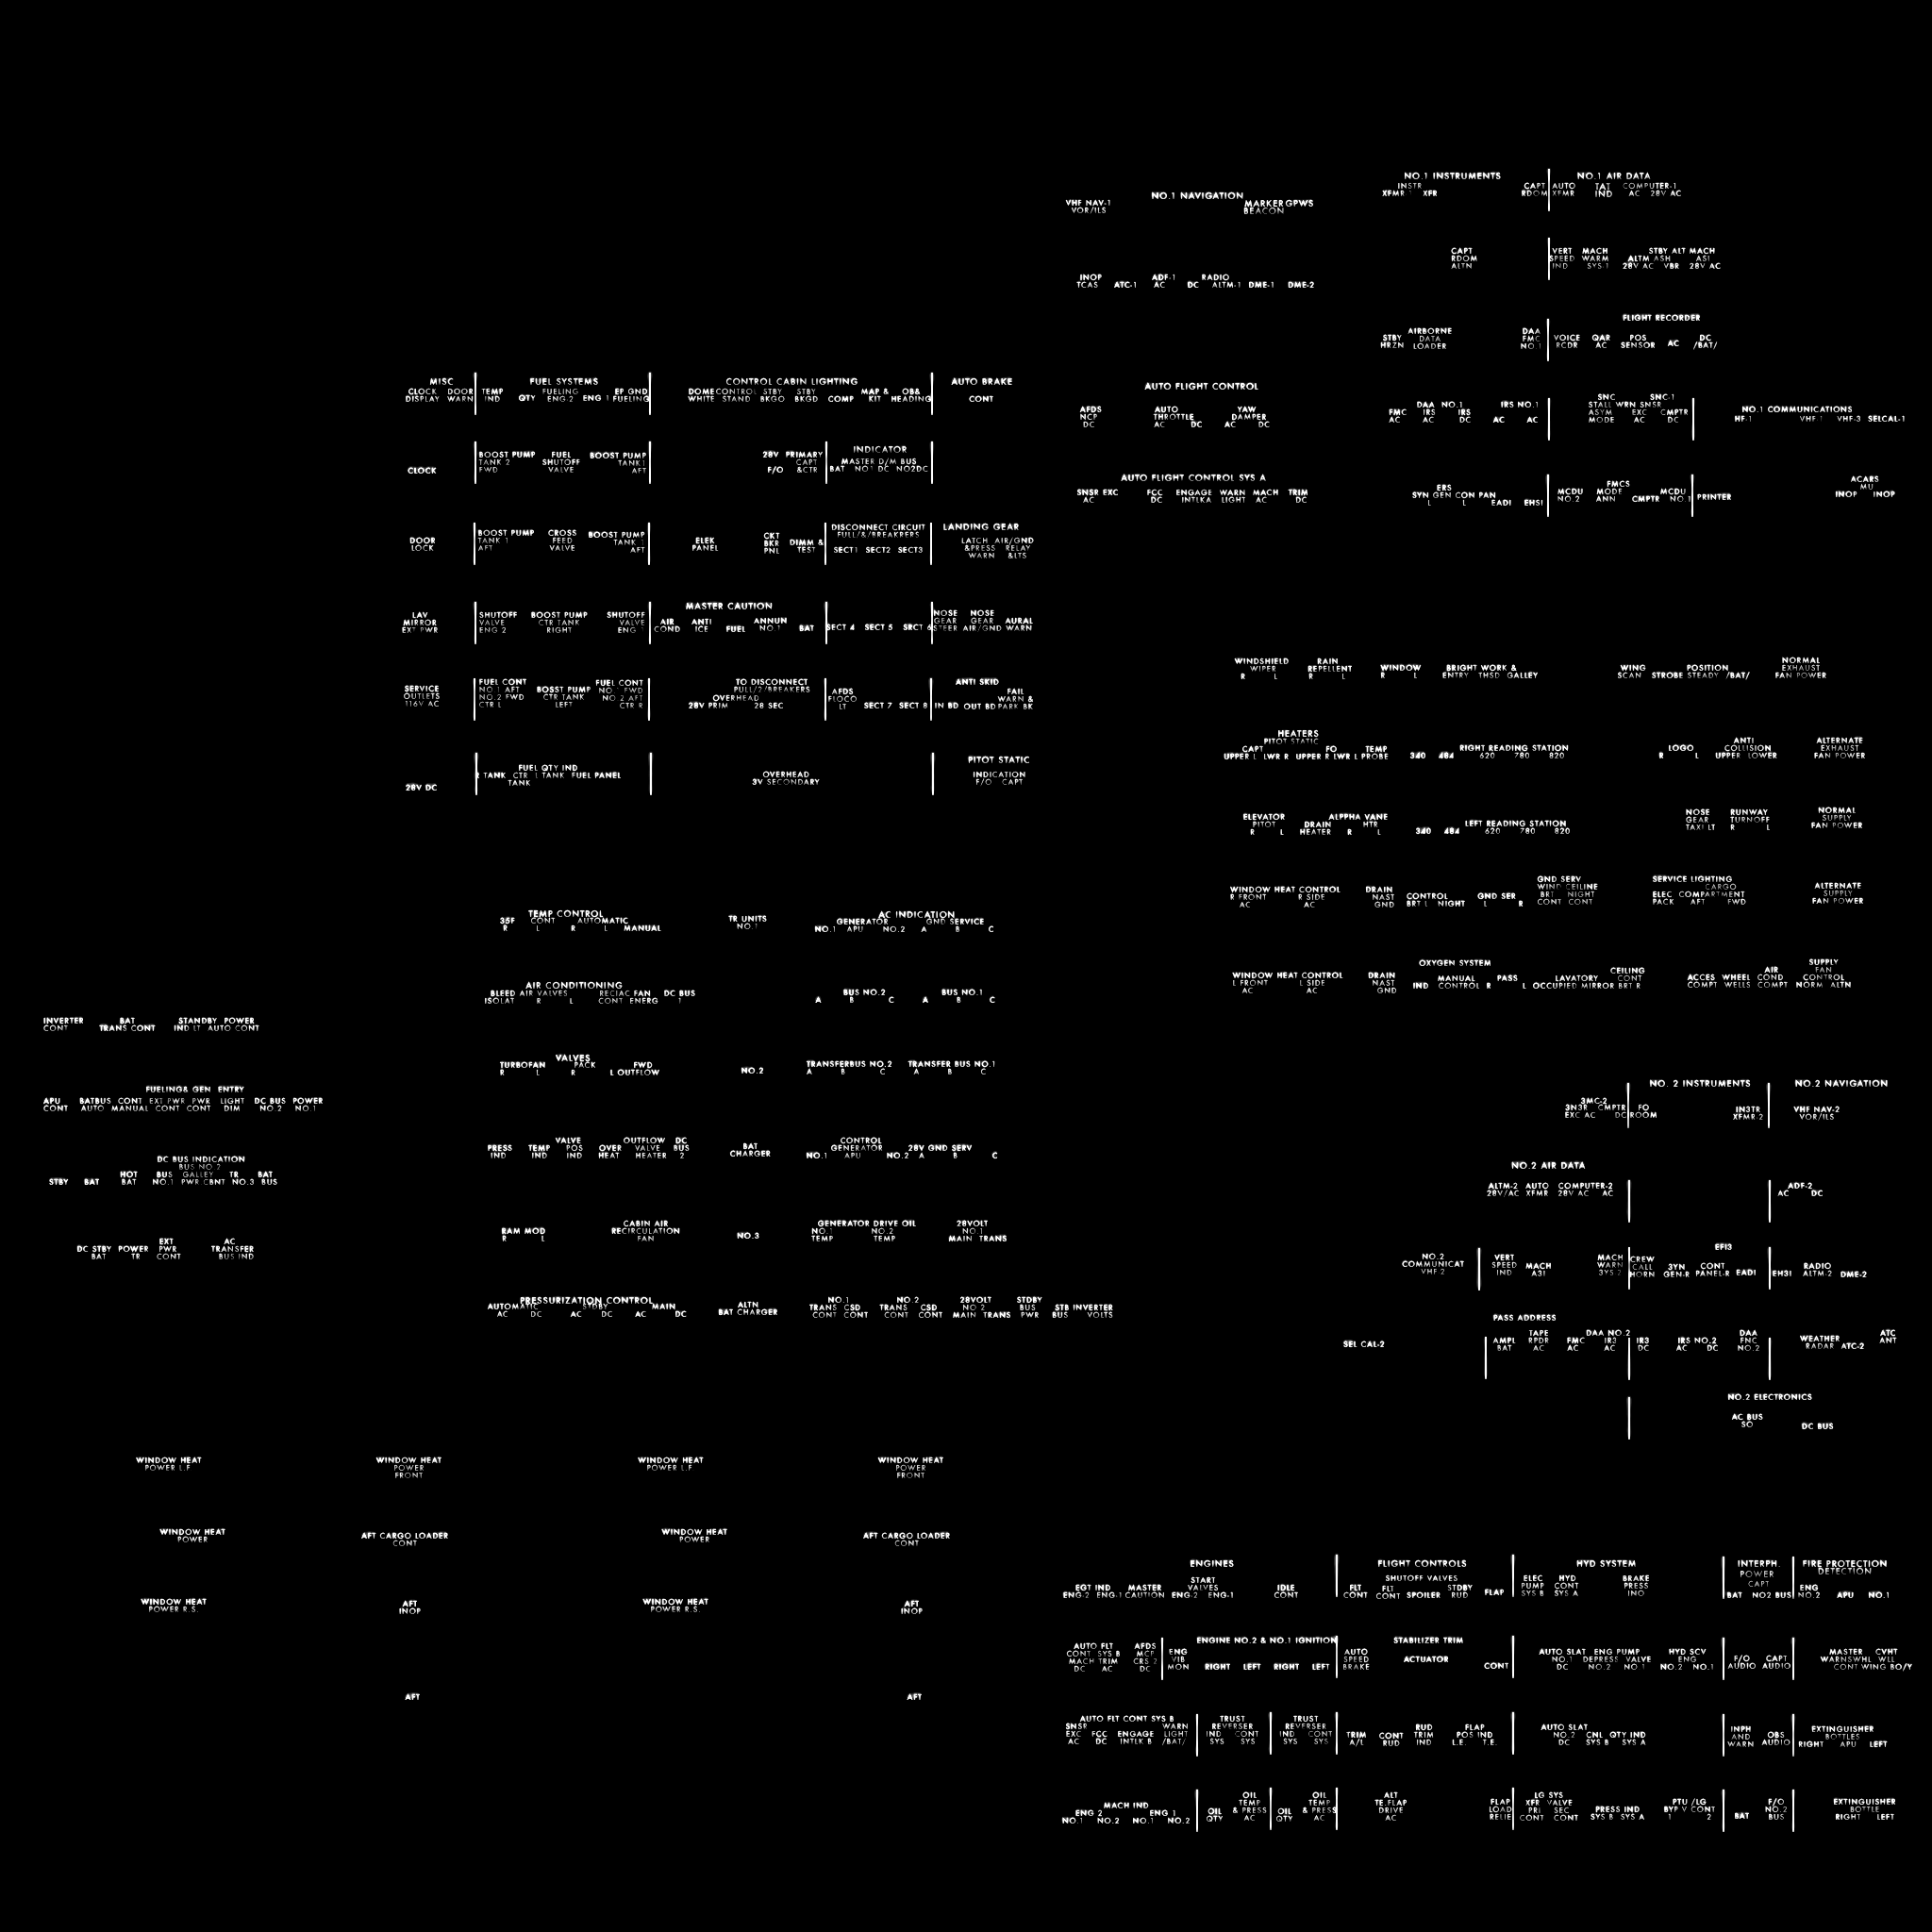 NO.1 INSTRUMENTS NO.1 AIR DATA
INSTR CAPT AUTO TAT COMPUTER-1
XFMR XFR RDOM XFMR IND AC 28V AC
NO.1 NAVIGATION
VHF NAV-1 MARKER GPWS
VOR/ILS BEACON
CAPT VERT MACH STBY ALT MACH
RDOM SPEED WARM ALTM ASH ASI
ALTN IND SYS-1 28V AC VBR 28V AC
INOP ADF-1 RADIO
TCAS ATC-1 AC DC ALTM-1 DME-1 DME-2
FLIGHT RECORDER
AIRBORNE DAA
STBY DATA FMC VOICE QAR POS DC
HRZN LOADER NO.1 RCDR AC SENSOR AC /BAT/
AUTO FLIGHT CONTROL
AFDS AUTO YAW
NCP THROTTLE DAMPER
DC AC DC AC DC
SNC SNC-1
DAA NO.1 IRS NO.1 STALL WRN SNSR
FMC IRS IRS ASYM EXC CMPTR
AC AC DC AC AC MODE AC DC
NO.1 COMMUNICATIONS
HF-1 VHF-1 VHF-3 SELCAL-1
AUTO FLIGHT CONTROL SYS A
SNSR EXC FCC ENGAGE WARN MACH TRIM
AC DC INTLKA LIGHT AC DC
ERS FMCS ACARS
SYN GEN CON PAN MCDU MODE MCDU MU
L L EADI EHSI NO.2 ANN CMPTR NO.1 PRINTER INOP INOP
MISC FUEL SYSTEMS CONTROL CABIN LIGHTING AUTO BRAKE
CLOCK DOOR TEMP FUELING EP GND DOME CONTROL STBY STBY MAP & OB&
DISPLAY WARN IND QTY ENG.2 ENG 1 FUELING WHITE STAND BKGO BKGD COMP KIT HEADING CONT
BOOST PUMP FUEL BOOST PUMP 28V PRIMARY INDICATOR
TANK 2 SHUTOFF TANK 1 CAPT MASTER D/M BUS
CLOCK FWD VALVE AFT F/O &CTR BAT NO1 DC NO2DC
BOOST PUMP CROSS BOOST PUMP CKT DISCONNECT CIRCUIT LANDING GEAR
DOOR TANK 1 FEED TANK 1 ELEK BKR DIMM & FULL/&/BREAKPERS LATCH AIR/GND
LOCK AFT VALVE AFT PANEL PNL TEST SECT1 SECT2 SECT3 &PRESS RELAY
WARN &LTS
MASTER CAUTION
LAV SHUTOFF BOOST PUMP SHUTOFF NOSE NOSE
MIRROR VALVE CTR TANK VALVE AIR ANTI ANNUN GEAR GEAR AURAL
EXT PWR ENG 2 RIGHT ENG COND ICE FUEL NO.1 BAT SECT 4 SECT 5 SRCT 6 STEER AIR/GND WARN
FUEL CONT FUEL CONT TO DISCONNECT ANTI SKID
SERVICE NO.1 AFT BOSST PUMP NO.1 FWD PULL/2/BREAKERS AFDS FAIL
OUTLETS NO.2 FWD CTR TANK NO 2 AFT OVERHEAD FLOCO WARN &
116V AC CTR L LEFT CTR R 28V PRIM 28 SEC LT SECT 7 SECT 8 IN BD OUT BD PARK BK
FUEL QTY IND PITOT STATIC
R TANK CTR L TANK FUEL PANEL OVERHEAD INDICATION
TANK 3V SECONDARY F/O CAPT
28V DC
WINDSHIELD RAIN WINDOW BRIGHT WORK & WING POSITION NORMAL
WIPER REPELLENT EXHAUST
R L R L R L ENTRY THSD GALLEY SCAN STROBE STEADY /BAT/ FAN POWER
HEATERS
PITOT STATIC ANTI ALTERNATE
CAPT FO TEMP RIGHT READING STATION LOGO COLLISION EXHAUST
UPPER L LWR R UPPER R LWR L PROBE 340 484 620 780 820 R L UPPER LOWER FAN POWER
ELEVATOR ALPPHA VANE NOSE RUNWAY NORMAL
PITOT DRAIN HTR LEFT READING STATION GEAR TURNOFF SUPPLY
R L HEATER R L 340 484 620 780 820 TAXI LT R L FAN POWER
GND SERV SERVICE LIGHTING
WINDOW HEAT CONTROL DRAIN WIND CEILINE CARGO ALTERNATE
R FRONT R SIDE NAST CONTROL GND SER BRT NIGHT ELEC COMPARTMENT SUPPLY
AC AC GND BRT L NIGHT L R CONT CONT PACK AFT FWD FAN POWER
OXYGEN SYSTEM SUPPLY
WINDOW HEAT CONTROL DRAIN CEILING AIR FAN
L FRONT L SIDE NAST MANUAL PASS LAVATORY CONT ACCES WHEEL COND CONTROL
AC AC GND IND CONTROL R L OCCUPIED MIRROR BRT R COMPT WELLS COMPT NORM ALTN
TEMP CONTROL TR UNITS AC INDICATION
35F CONT AUTOMATIC NO.1 GENERATOR GND SERVICE
R L R L MANUAL NO.1 APU NO.2 A B C
AIR CONDITIONING
BLEED AIR VALVES RECIAC FAN DC BUS BUS NO.2 BUS NO.1
ISOLAT R L CONT ENERG 1 A B C A B C
INVERTER BAT STANDBY POWER
CONT TRANS CONT IND LT AUTO CONT
VALVES
TURBOFAN PACK FWD TRANSFERBUS NO.2 TRANSFER BUS NO.1
R L R L OUTFLOW NO.2 A B C A B C
FUELING& GEN ENTRY
APU BATBUS CONT EXT PWR PWR LIGHT DC BUS POWER
CONT AUTO MANUAL CONT CONT DIM NO.2 NO.1
VALVE OUTFLOW DC CONTROL
PRESS TEMP POS OVER VALVE BUS BAT GENERATOR 28V GND SERV
IND IND IND HEAT HEATER 2 CHARGER NO.1 APU NO.2 A B C
DC BUS INDICATION
BUS NO 2
HOT BUS GALLEY TR BAT
STBY BAT BAT NO.1 PWR CBNT NO.3 BUS
CABIN AIR GENERATOR DRIVE OIL 28VOLT
RAM MOD RECIRCULATION NO.1 NO.2 NO.1
R L FAN NO.3 TEMP TEMP MAIN TRANS
EXT AC
DC STBY POWER PWR TRANSFER
BAT TR CONT BUS IND
PRESSURIZATION CONTROL NO.1 NO.2 28VOLT STDBY
AUTOMATIC STDBY MAIN ALTN TRANS CSD TRANS CSD NO 2 BUS STB INVERTER
AC DC AC DC AC DC BAT CHARGER CONT CONT CONT CONT MAIN TRANS PWR BUS VOLTS
NO. 2 INSTRUMENTS NO.2 NAVIGATION
3MC-2
3N3R CMPTR FO IN3TR VHF NAV-2
EXC AC DC ROOM XFMR-2 VOR/ILS
NO.2 AIR DATA
ALTM-2 AUTO COMPUTER-2 ADF-2
28V/AC XFMR 28V AC AC AC DC
EFI3
NO.2 VERT MACH CREW
COMMUNICAT SPEED MACH WARN CALL 3YN CONT RADIO
VHF 2 IND A3I 3YS 2 HORN GEN-R PANEL-R EADI EH3I ALTM-2 DME-2
PASS ADDRESS
TAPE DAA NO.2 DAA ATC
SEL CAL-2 AMPL RPDR FMC IR3 IR3 IRS NO.2 FNC WEATHER ANT
BAT AC AC AC DC AC DC NO.2 RADAR ATC-2
NO.2 ELECTRONICS
AC BUS
SO DC BUS
WINDOW HEAT WINDOW HEAT WINDOW HEAT WINDOW HEAT
POWER L.F POWER POWER L.F POWER
FRONT FRONT
WINDOW HEAT AFT CARGO LOADER WINDOW HEAT AFT CARGO LOADER
POWER CONT POWER CONT
WINDOW HEAT AFT WINDOW HEAT AFT
POWER R.S. INOP POWER R.S. INOP
AFT AFT
ENGINES FLIGHT CONTROLS HYD SYSTEM INTERPH. FIRE PROTECTION
START SHUTOFF VALVES ELEC HYD BRAKE POWER DETECTION
EGT IND MASTER VALVES IDLE FLT FLT STDBY PUMP CONT PRESS CAPT ENG
ENG-2 ENG-1 CAUTION ENG-2 ENG-1 CONT CONT CONT SPOILER RUD FLAP SYS B SYS A INO BAT NO2 BUS NO.2 APU NO.1
ENGINE NO.2 & NO.1 IGNITION STABILIZER TRIM
AUTO FLT AFDS ENG AUTO AUTO SLAT ENG PUMP HYD SCV MASTER CVHT
CONT SYS B MCP VIB SPEED ACTUATOR NO.1 DEPRESS VALVE ENG F/O CAPT WARNSWHL WLL
MACH TRIM CRS 2 MON RIGHT LEFT RIGHT LEFT BRAKE CONT DC NO.2 NO.1 NO.2 NO.1 AUDIO AUDIO CONT WING BO/Y
DC AC DC
AUTO FLT CONT SYS B TRUST TRUST
SNSR WARN REVERSER REVERSER RUD FLAP AUTO SLAT INPH EXTINGUISHER
EXC FCC ENGAGE LIGHT IND CONT IND CONT TRIM CONT TRIM POS IND NO.2 CNL QTY IND AND OBS BOTTLES
AC DC INTLK B /BAT/ SYS SYS SYS SYS A/L RUD IND L.E. T.E. DC SYS B SYS A WARN AUDIO RIGHT APU LEFT
OIL OIL ALT LG SYS
MACH IND TEMP TEMP TE.FLAP FLAP XFR VALVE PTU /LG F/O EXTINGUISHER
ENG 2 ENG 1 OIL & PRESS OIL & PRESS DRIVE LOAD PRI SEC PRESS IND BYP V CONT NO.2 BOTTLE
NO.1 NO.2 NO.1 NO.2 QTY AC QTY AC AC RELIE CONT CONT SYS B SYS A 1 2 BAT BUS RIGHT LEFT